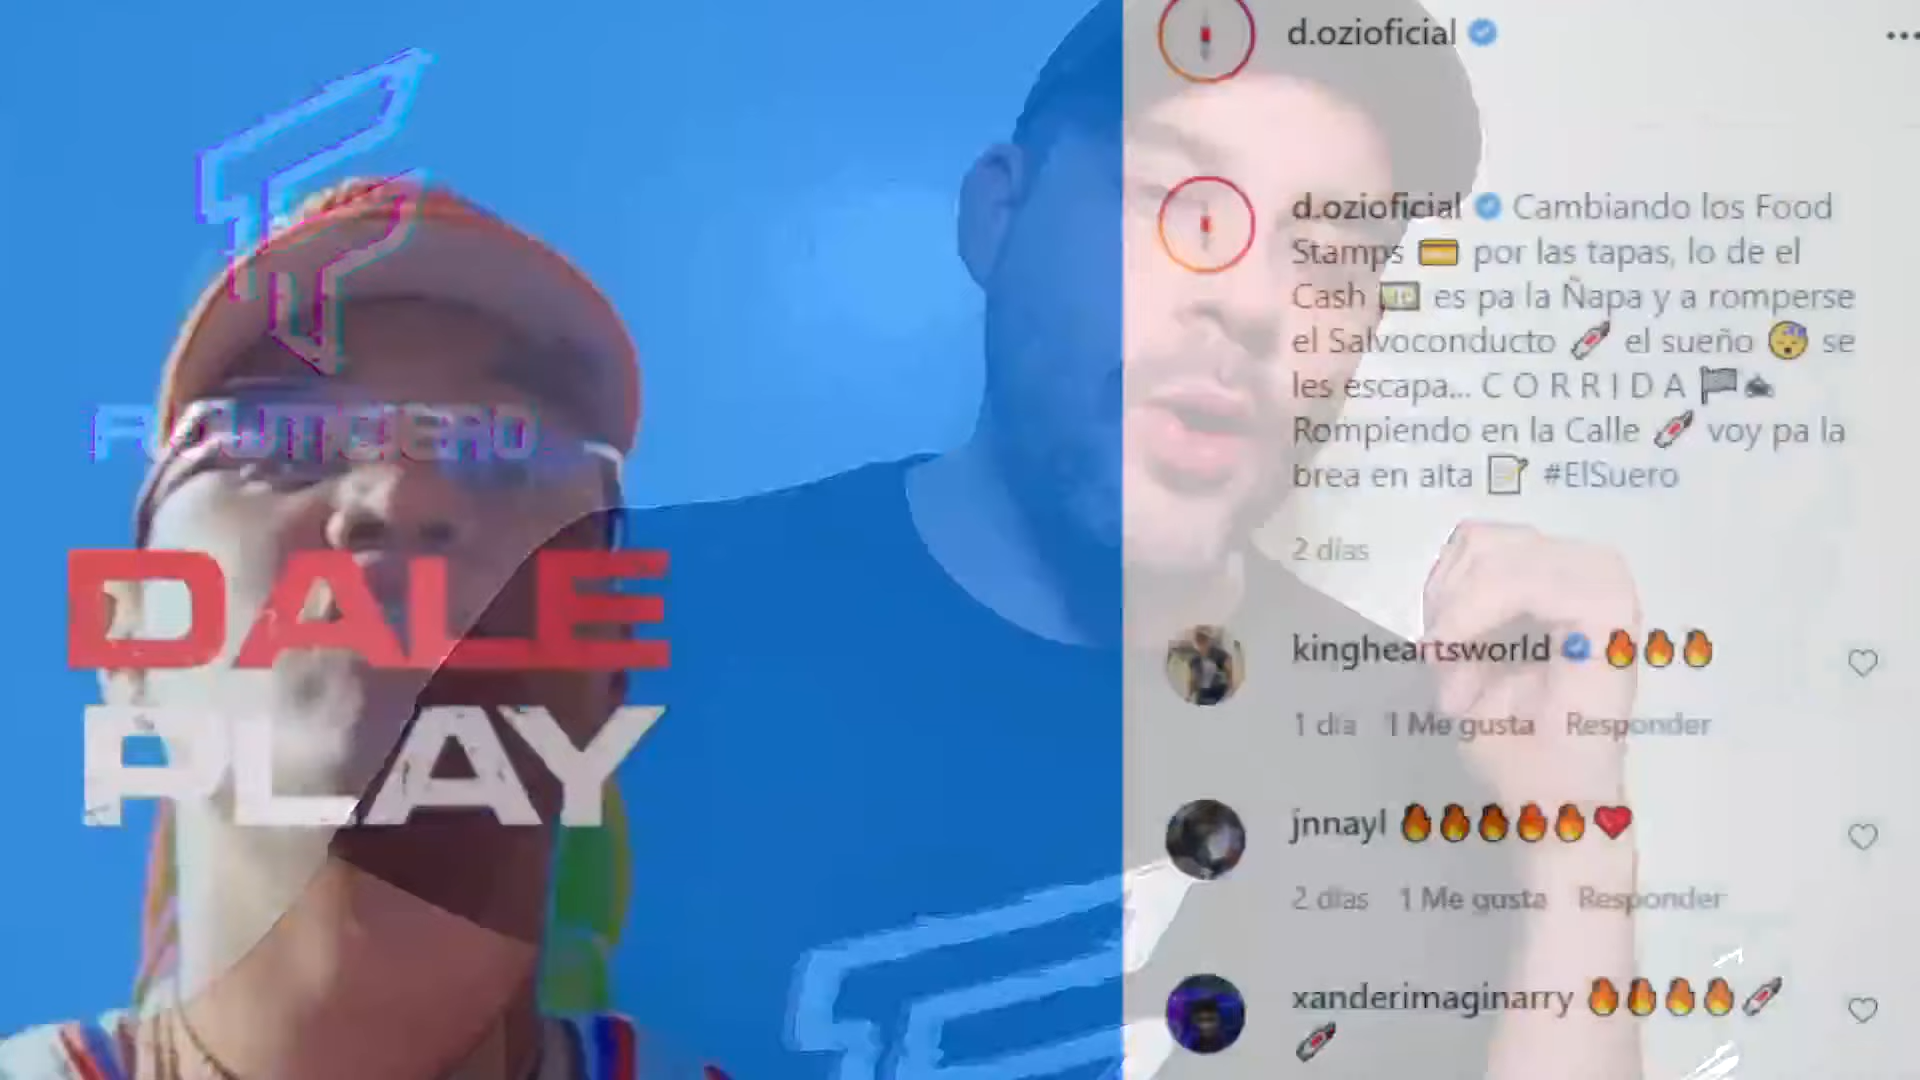 DALE
PLAY
d.ozioficial
d.ozioficial Cambiando los Food
Stamps 💳 por las tapas, lo de el
Cash 💵 es pa la Ñapa y a romperse
el Salvoconducto 💉 el sueño 😴 se
les escapa... C O R R I D A 🏴
Rompiendo en la Calle 💉 voy pa la
brea en alta 📝 #ElSuero
2 días
kingheartsworld 🔥🔥🔥
1 día 1 Me gusta Responder
jnnayl 🔥🔥🔥🔥🔥❤️
2 días 1 Me gusta Responder
xanderimaginarry 🔥🔥🔥🔥💉
💉